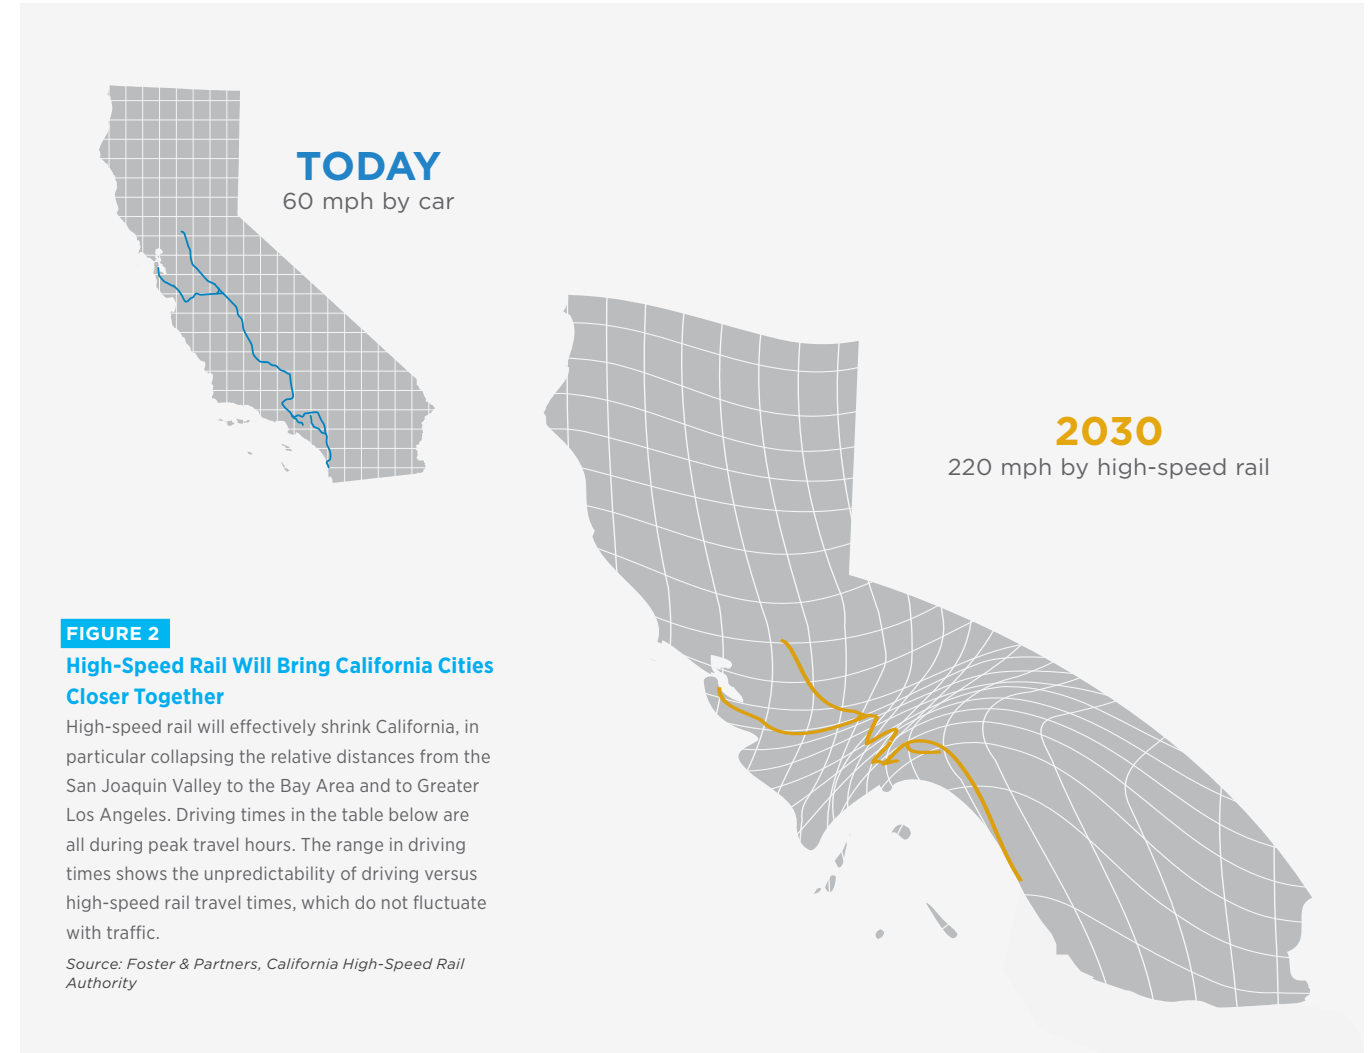 TODAY
60 mph by car
2030
220 mph by high-speed rail
FIGURE 2
High-Speed Rail Will Bring California Cities
Closer Together
High-speed rail will effectively shrink California, in
particular collapsing the relative distances from the
San Joaquin Valley to the Bay Area and to Greater
Los Angeles. Driving times in the table below are
all during peak travel hours. The range in driving
times shows the unpredictability of driving versus
high-speed rail travel times, which do not fluctuate
with traffic.
Source: Foster & Partners, California High-Speed Rail
Authority